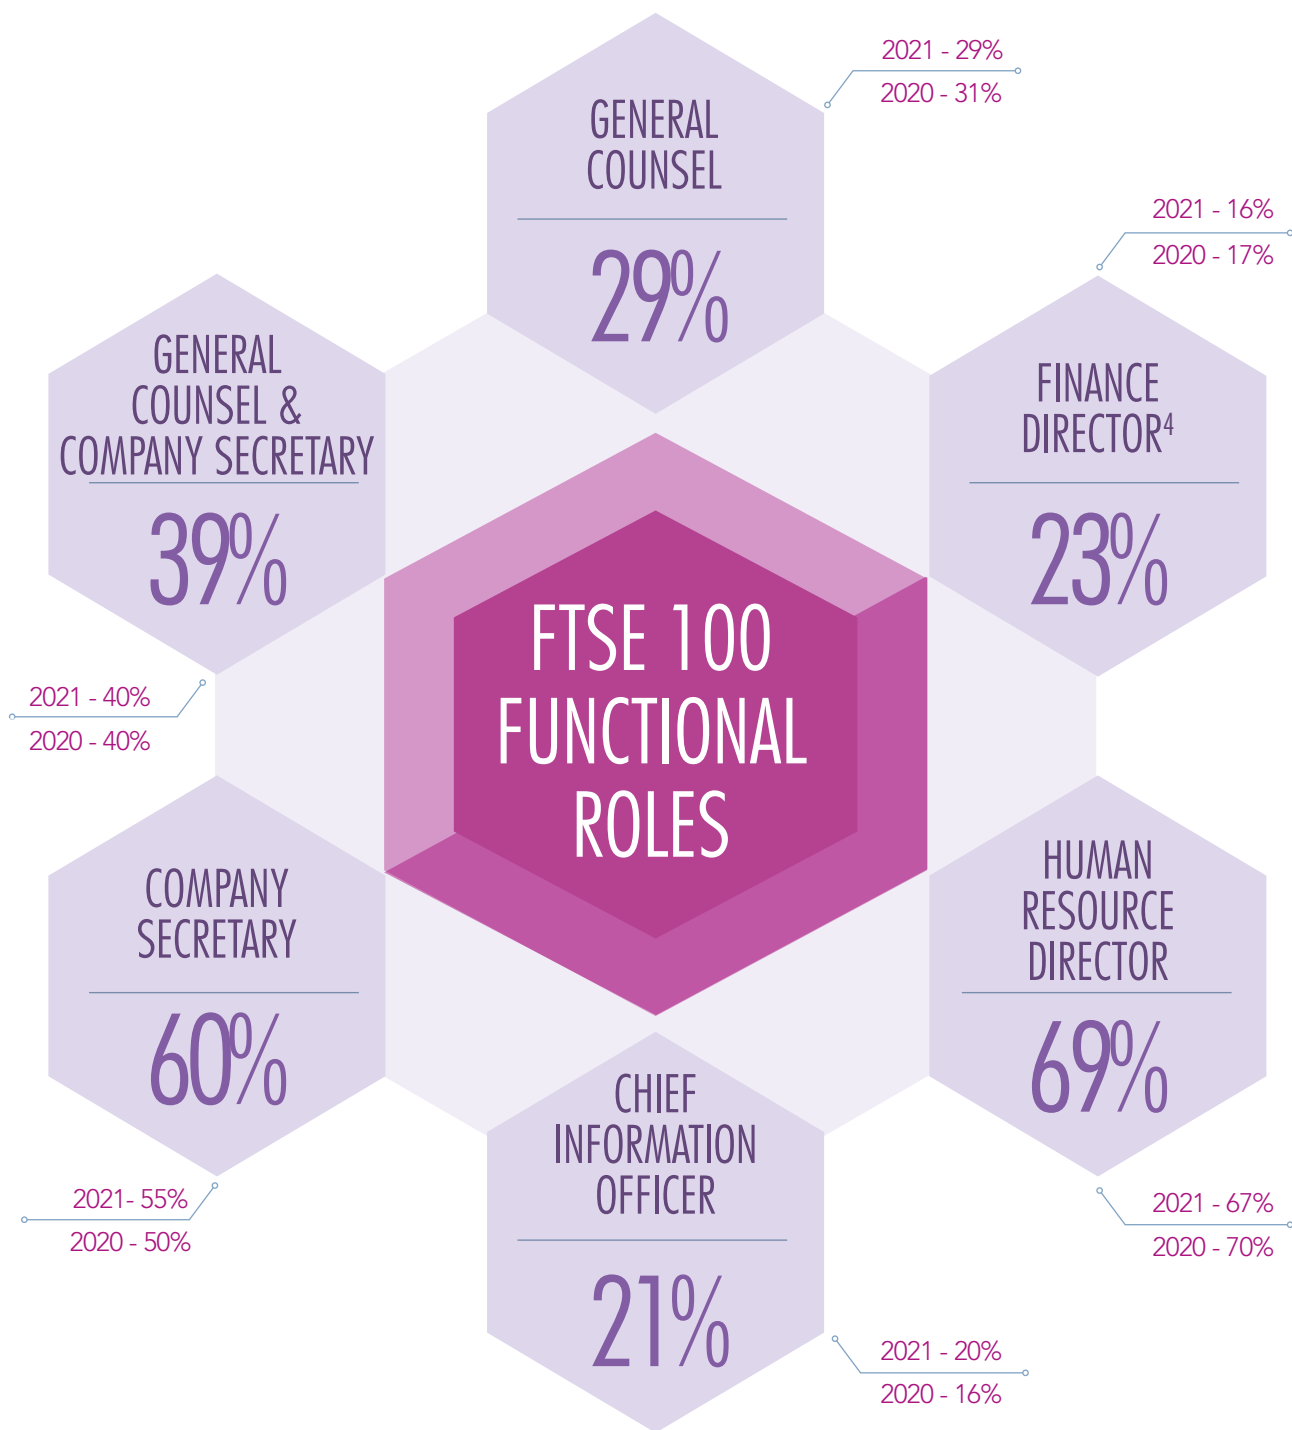 2021 - 29%
2020 - 31%
GENERAL
COUNSEL
29%
2021 - 16%
2020 - 17%
FINANCE
DIRECTOR4
23%
GENERAL
COUNSEL &
COMPANY SECRETARY
39%
2021 - 40%
2020 - 40%
FTSE 100
FUNCTIONAL
ROLES
COMPANY
SECRETARY
60%
2021- 55%
2020 - 50%
HUMAN
RESOURCE
DIRECTOR
69%
2021 - 67%
2020 - 70%
CHIEF
INFORMATION
OFFICER
21%
2021 - 20%
2020 - 16%